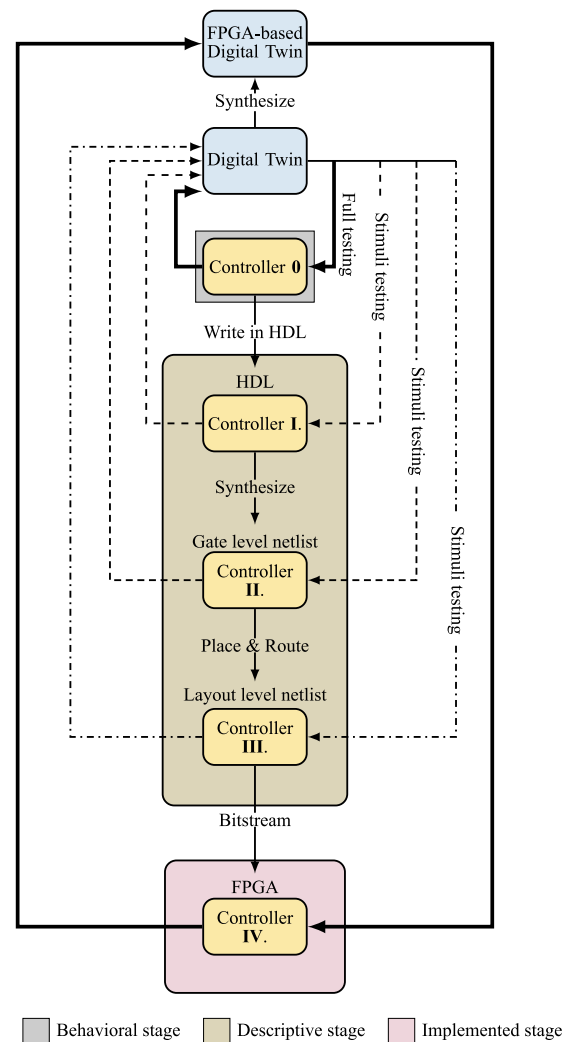 FPGA-based
Digital Twin
Synthesize
Digital Twin
Full testing
Stimuli testing
Stimuli testing
Stimuli testing
Controller 0
Write in HDL
HDL
Controller I.
Synthesize
Gate level netlist
Controller
II.
Place & Route
Layout level netlist
Controller
III.
Bitstream
FPGA
Controller
IV.
Behavioral stage
Descriptive stage
Implemented stage